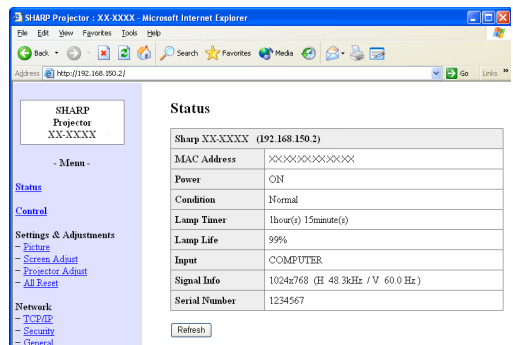 SHARP Projector : XX-XXXX - Microsoft Internet Explorer
File Edit View Favorites Tools Help
Back Search Favorites Media
Address http://192.168.150.2/ Go Links »
SHARP
Projector
XX-XXXX
- Menu -
Status
Control
Settings & Adjustments
– Picture
– Screen Adjust
– Projector Adjust
– All Reset
Network
– TCP/IP
– Security
– General
Status
Sharp XX-XXXX (192.168.150.2)
MAC Address XXXXXXXXXXXX
Power ON
Condition Normal
Lamp Timer 1hour(s) 15minute(s)
Lamp Life 99%
Input COMPUTER
Signal Info 1024x768 (H 48.3kHz / V 60.0 Hz )
Serial Number 1234567
Refresh